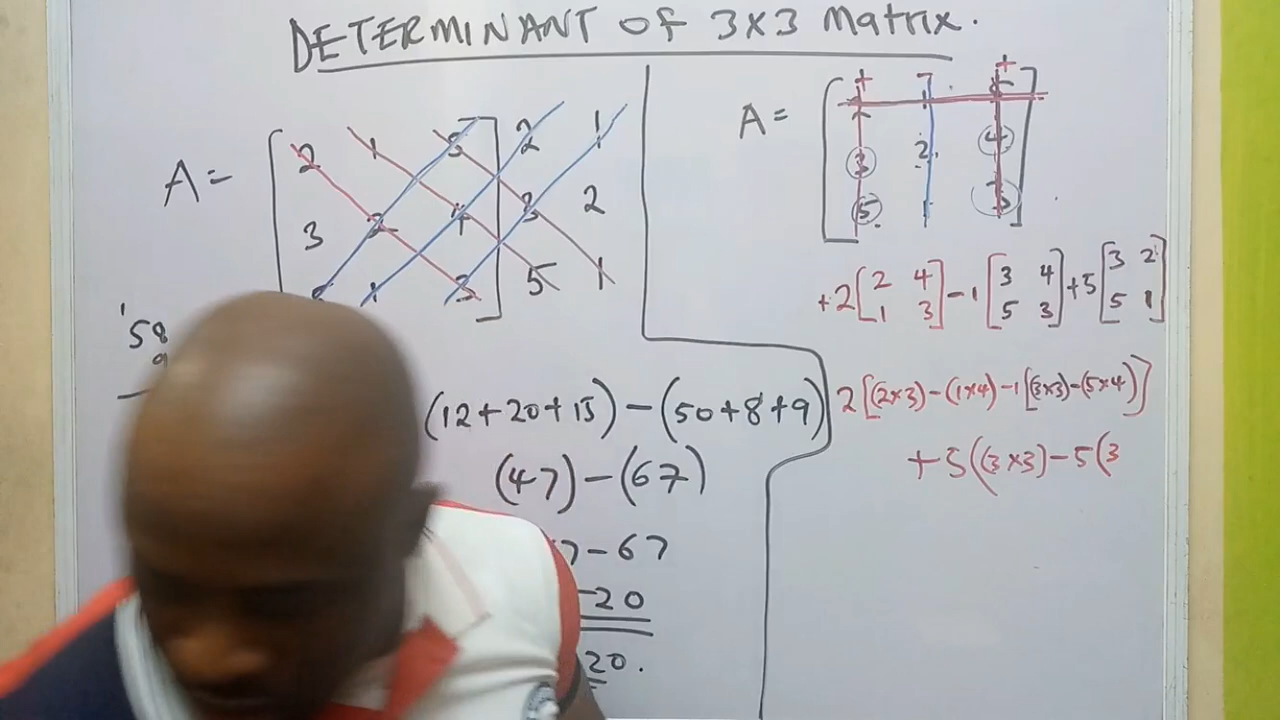 DETERMINANT OF 3x3 Matrix.
A =
2 1 5 2 1
3 2 4 3 2
1 3 5 1
58
(12+20+15) - (50+8+9)
(47) - (67)
7 - 67
-20
20.
A =
+ +
3 2 4
5 1 3
+2[2 4 -1[3 4 +5[3 2
1 3] 5 3] 5 1]
2[(2x3)-(1x4)-1[(3x3)-(5x4)]
+5((3x3)-5(3